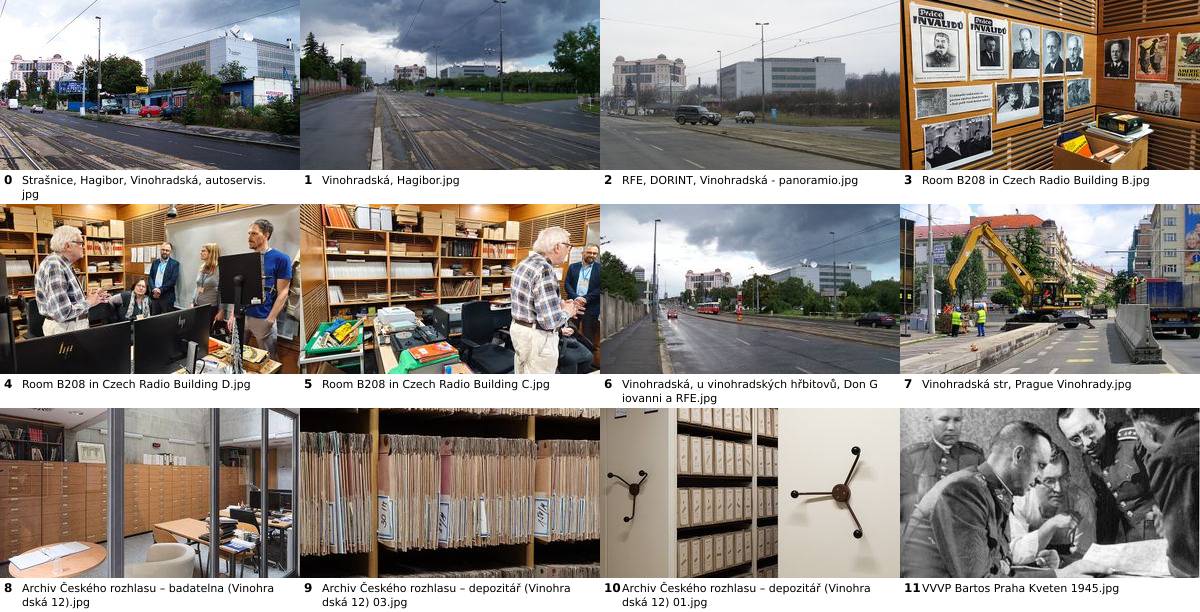 0 Strašnice, Hagibor, Vinohradská, autoservis.
jpg
1 Vinohradská, Hagibor.jpg
2 RFE, DORINT, Vinohradská - panoramio.jpg
Práce
INVALIDŮ
Práce
INVALIDŮ
3 Room B208 in Czech Radio Building B.jpg
hp
4 Room B208 in Czech Radio Building D.jpg
5 Room B208 in Czech Radio Building C.jpg
6 Vinohradská, u vinohradských hřbitovů, Don G
iovanni a RFE.jpg
7 Vinohradská str, Prague Vinohrady.jpg
8 Archiv Českého rozhlasu – badatelna (Vinohra
dská 12).jpg
9 Archiv Českého rozhlasu – depozitář (Vinohra
dská 12) 03.jpg
10 Archiv Českého rozhlasu – depozitář (Vinohra
dská 12) 01.jpg
11 VVVP Bartos Praha Kveten 1945.jpg